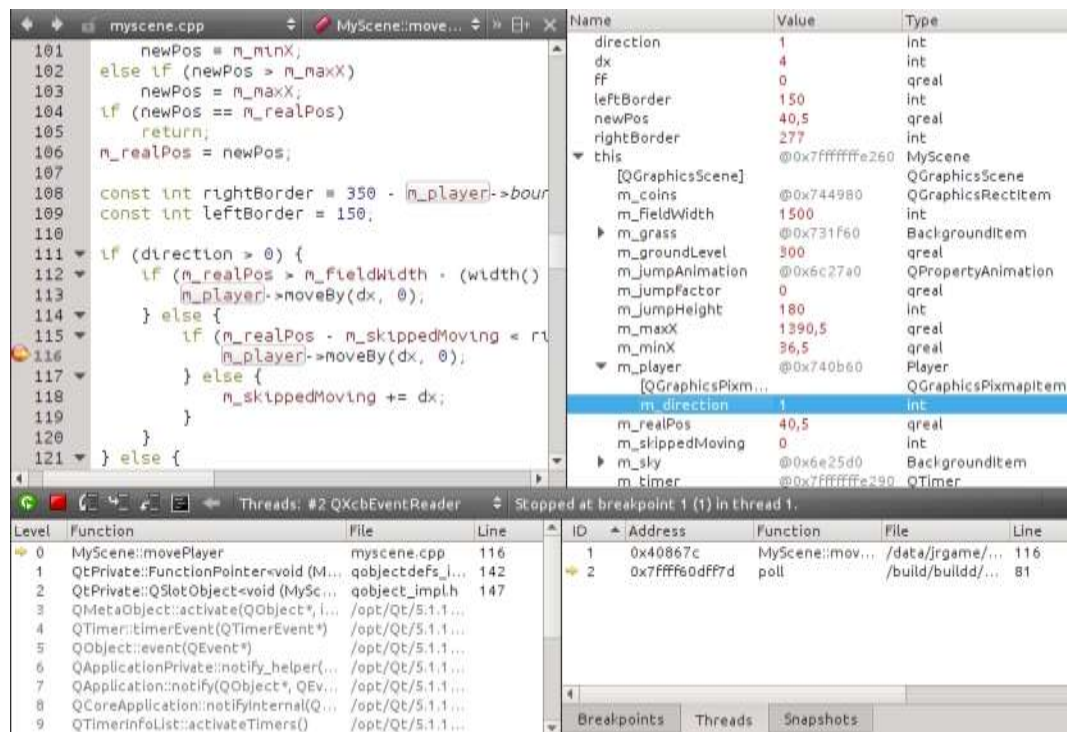 myscene.cpp MyScene::move... »
101 newPos = m_minX;
102 else if (newPos > m_maxX)
103 newPos = m_maxX;
104 if (newPos == m_realPos)
105 return;
106 m_realPos = newPos;
107
108 const int rightBorder = 350 - m_player->bour
109 const int leftBorder = 150;
110
111 if (direction > 0) {
112 if (m_realPos > m_fieldWidth - (width()
113 m_player->moveBy(dx, 0);
114 } else {
115 if (m_realPos - m_skippedMoving < ri
116 m_player->moveBy(dx, 0);
117 } else {
118 m_skippedMoving += dx;
119 }
120 }
121 } else {
Name Value Type
direction 1 int
dx 4 int
ff 0 qreal
leftBorder 150 int
newPos 40,5 qreal
rightBorder 277 int
this @0x7fffffffe260 MyScene
[QGraphicsScene] QGraphicsScene
m_coins @0x744980 QGraphicsRectItem
m_fieldWidth 1500 int
m_grass @0x731f60 BackgroundItem
m_groundLevel 300 qreal
m_jumpAnimation @0x6c27a0 QPropertyAnimation
m_jumpFactor 0 qreal
m_jumpHeight 180 int
m_maxX 1390,5 qreal
m_minX 36,5 qreal
m_player @0x740b60 Player
[QGraphicsPixm... QGraphicsPixmapItem
m_direction 1 int
m_realPos 40,5 qreal
m_skippedMoving 0 int
m_sky @0x6e25d0 BackgroundItem
m_timer @0x7fffffffe290 QTimer
Threads: #2 QXcbEventReader Stopped at breakpoint 1 (1) in thread 1.
Level Function File Line
0 MyScene::movePlayer myscene.cpp 116
1 QtPrivate::FunctionPointer<void (M... qobjectdefs_i... 142
2 QtPrivate::QSlotObject<void (MySc... qobject_impl.h 147
3 QMetaObject::activate(QObject*, i... /opt/Qt/5.1.1...
4 QTimer::timerEvent(QTimerEvent*) /opt/Qt/5.1.1...
5 QObject::event(QEvent*) /opt/Qt/5.1.1...
6 QApplicationPrivate::notify_helper(... /opt/Qt/5.1.1...
7 QApplication::notify(QObject*, QEv... /opt/Qt/5.1.1...
8 QCoreApplication::notifyInternal(Q... /opt/Qt/5.1.1...
9 QTimerInfoList::activateTimers() /opt/Qt/5.1.1...
ID Address Function File Line
1 0x40867c MyScene::mov... /data/jrgame/... 116
2 0x7ffff60dff7d poll /build/buildd/... 81
Breakpoints Threads Snapshots